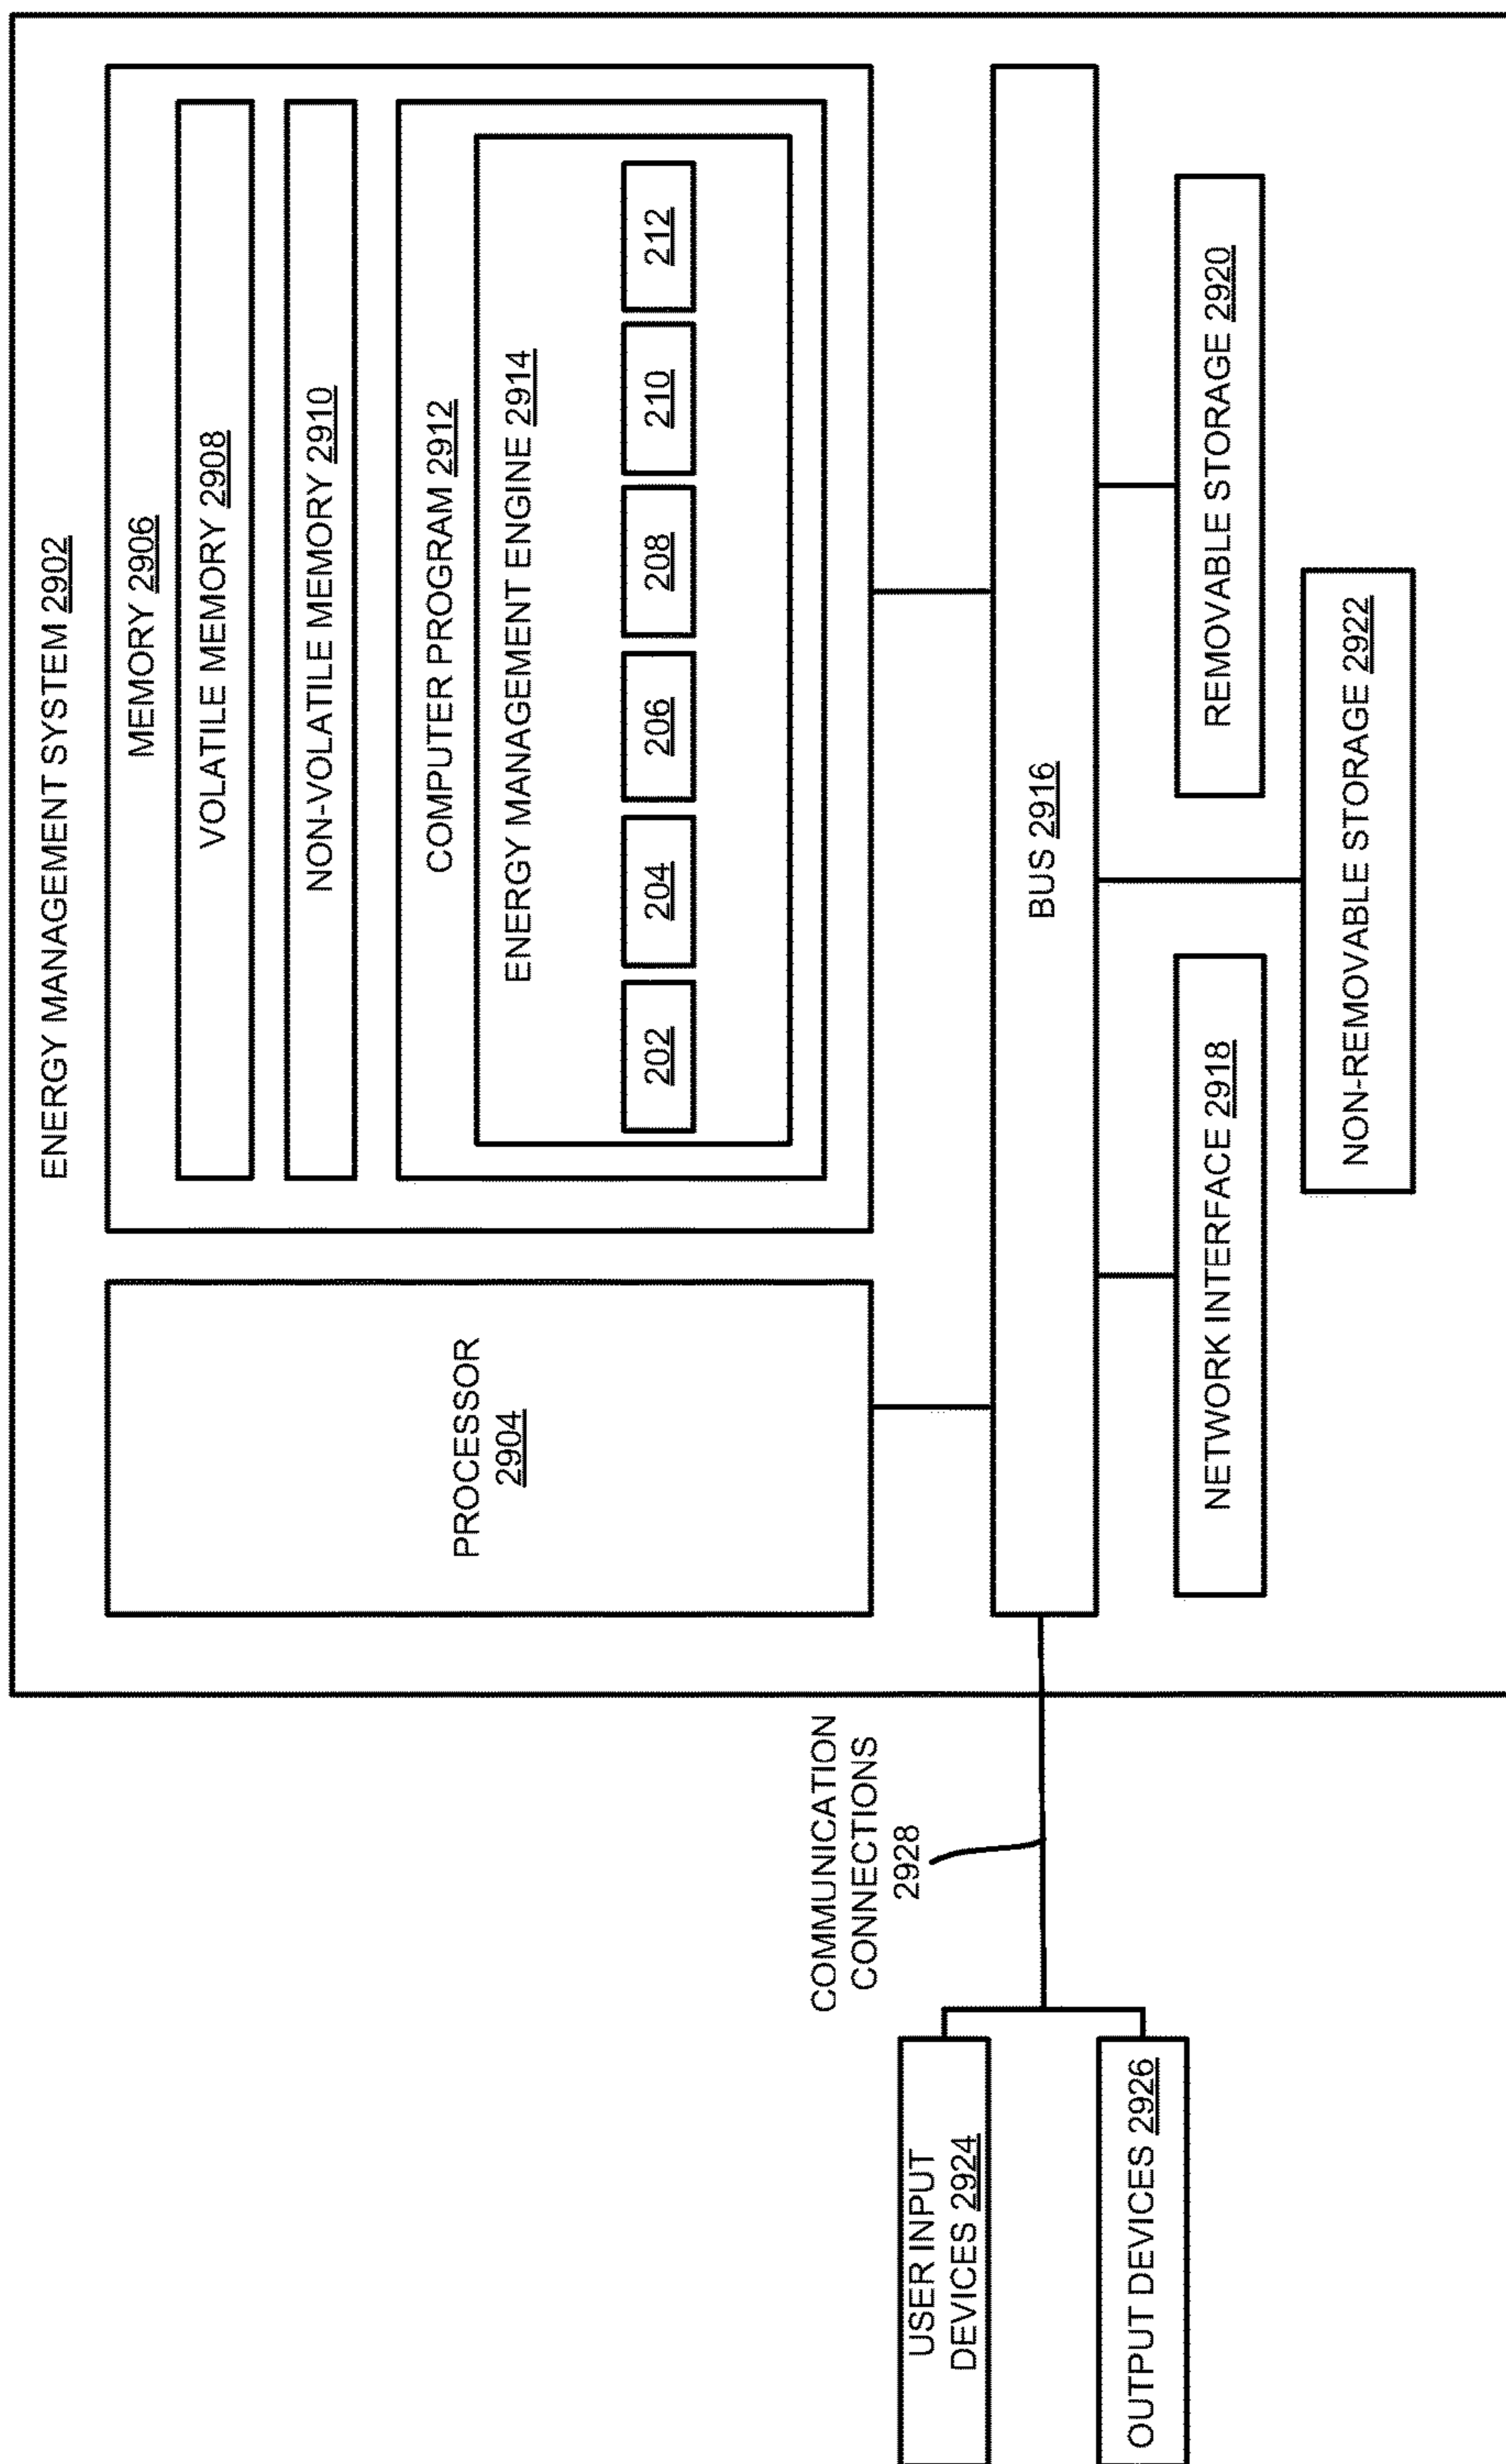 ENERGY MANAGEMENT SYSTEM 2902
PROCESSOR
2904
MEMORY 2906
VOLATILE MEMORY 2908
NON-VOLATILE MEMORY 2910
COMPUTER PROGRAM 2912
ENERGY MANAGEMENT ENGINE 2914
202
204
206
208
210
212
BUS 2916
NETWORK INTERFACE 2918
REMOVABLE STORAGE 2920
NON-REMOVABLE STORAGE 2922
COMMUNICATION
CONNECTIONS
2928
USER INPUT
DEVICES 2924
OUTPUT DEVICES 2926